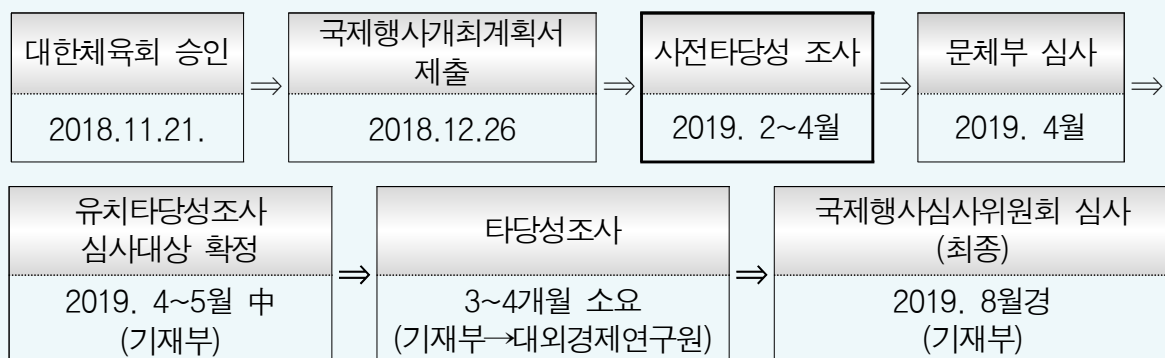 대한체육회 승인
2018.11.21.
⇒
국제행사개최계획서
제출
2018.12.26
⇒
사전타당성 조사
2019. 2~4월
⇒
문체부 심사
2019. 4월
⇒
유치타당성조사
심사대상 확정
2019. 4~5월 中
(기재부)
⇒
타당성조사
3~4개월 소요
(기재부→대외경제연구원)
⇒
국제행사심사위원회 심사
(최종)
2019. 8월경
(기재부)